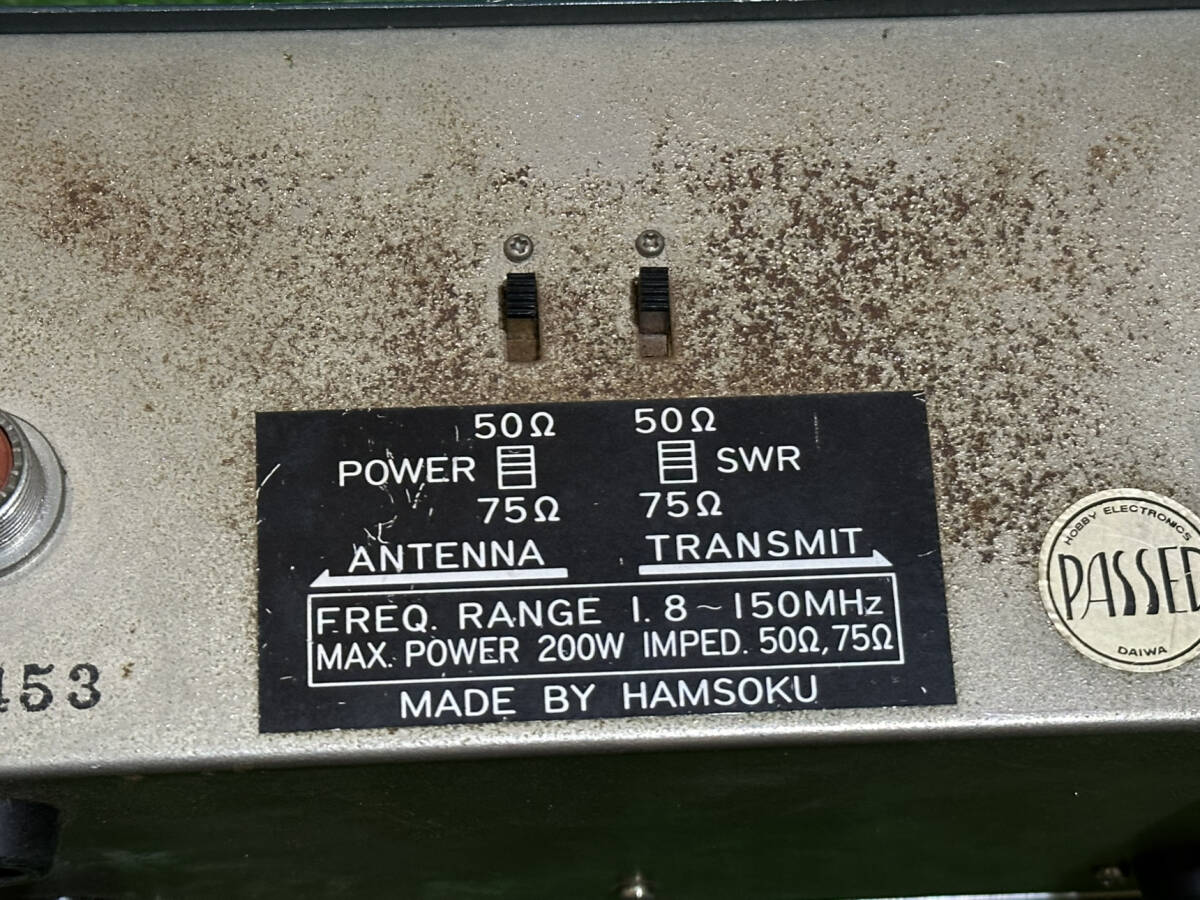 50Ω 50Ω
POWER SWR
75Ω 75Ω
ANTENNA TRANSMIT
FREQ. RANGE 1.8~150MHz
MAX. POWER 200W IMPED. 50Ω, 75Ω
MADE BY HAMSOKU
HOBBY ELECTRONICS
PASSED
DAIWA
453